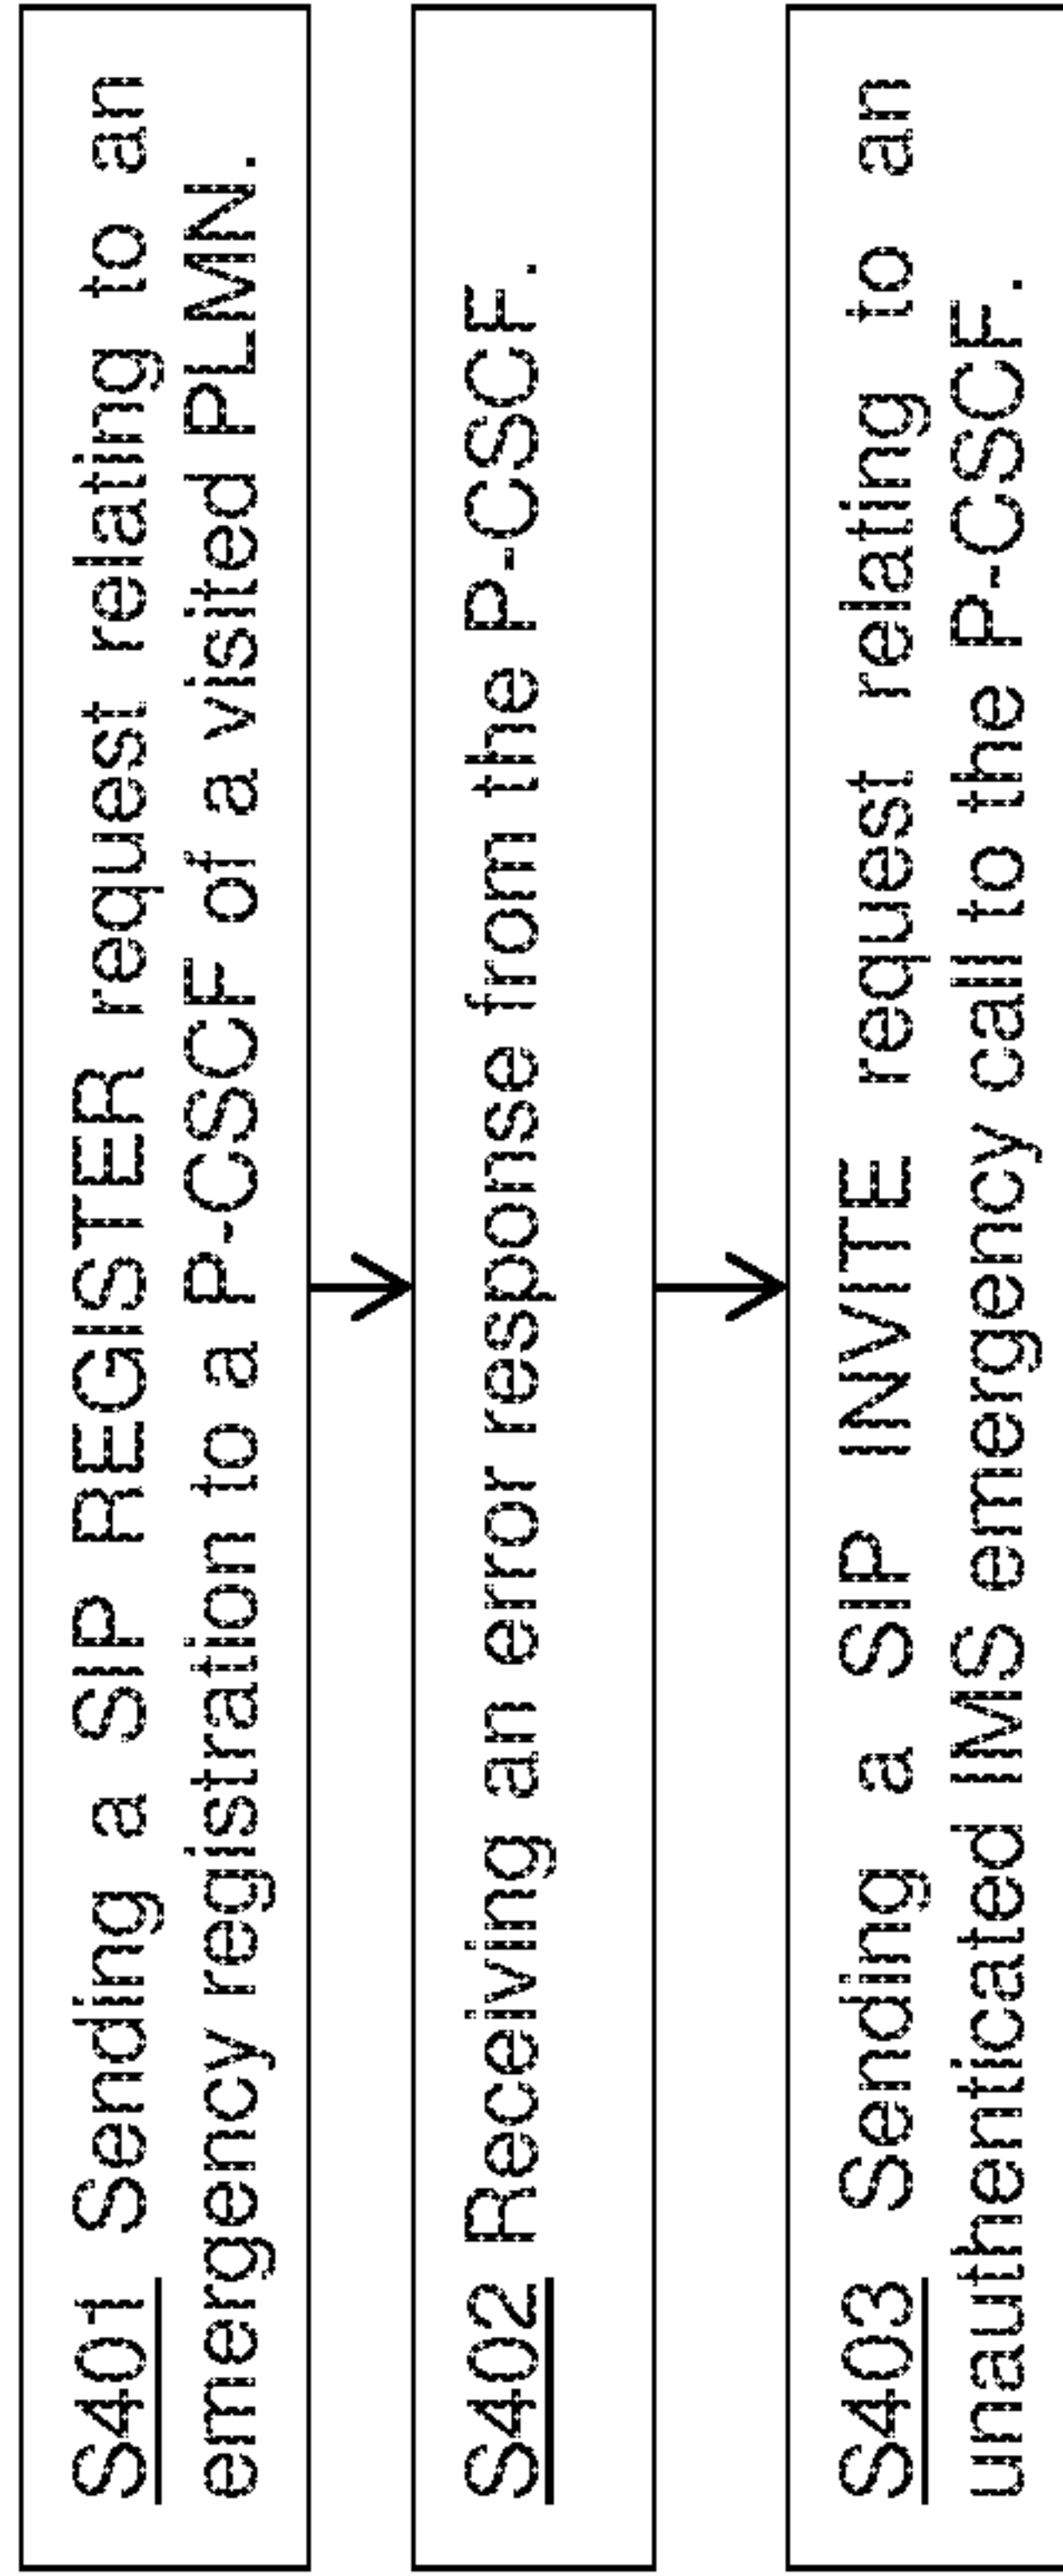 S401 Sending a SIP REGISTER request relating to an
emergency registration to a P-CSCF of a visited PLMN.
S402 Receiving an error response from the P-CSCF.
S403 Sending a SIP INVITE request relating to an
unauthenticated IMS emergency call to the P-CSCF.